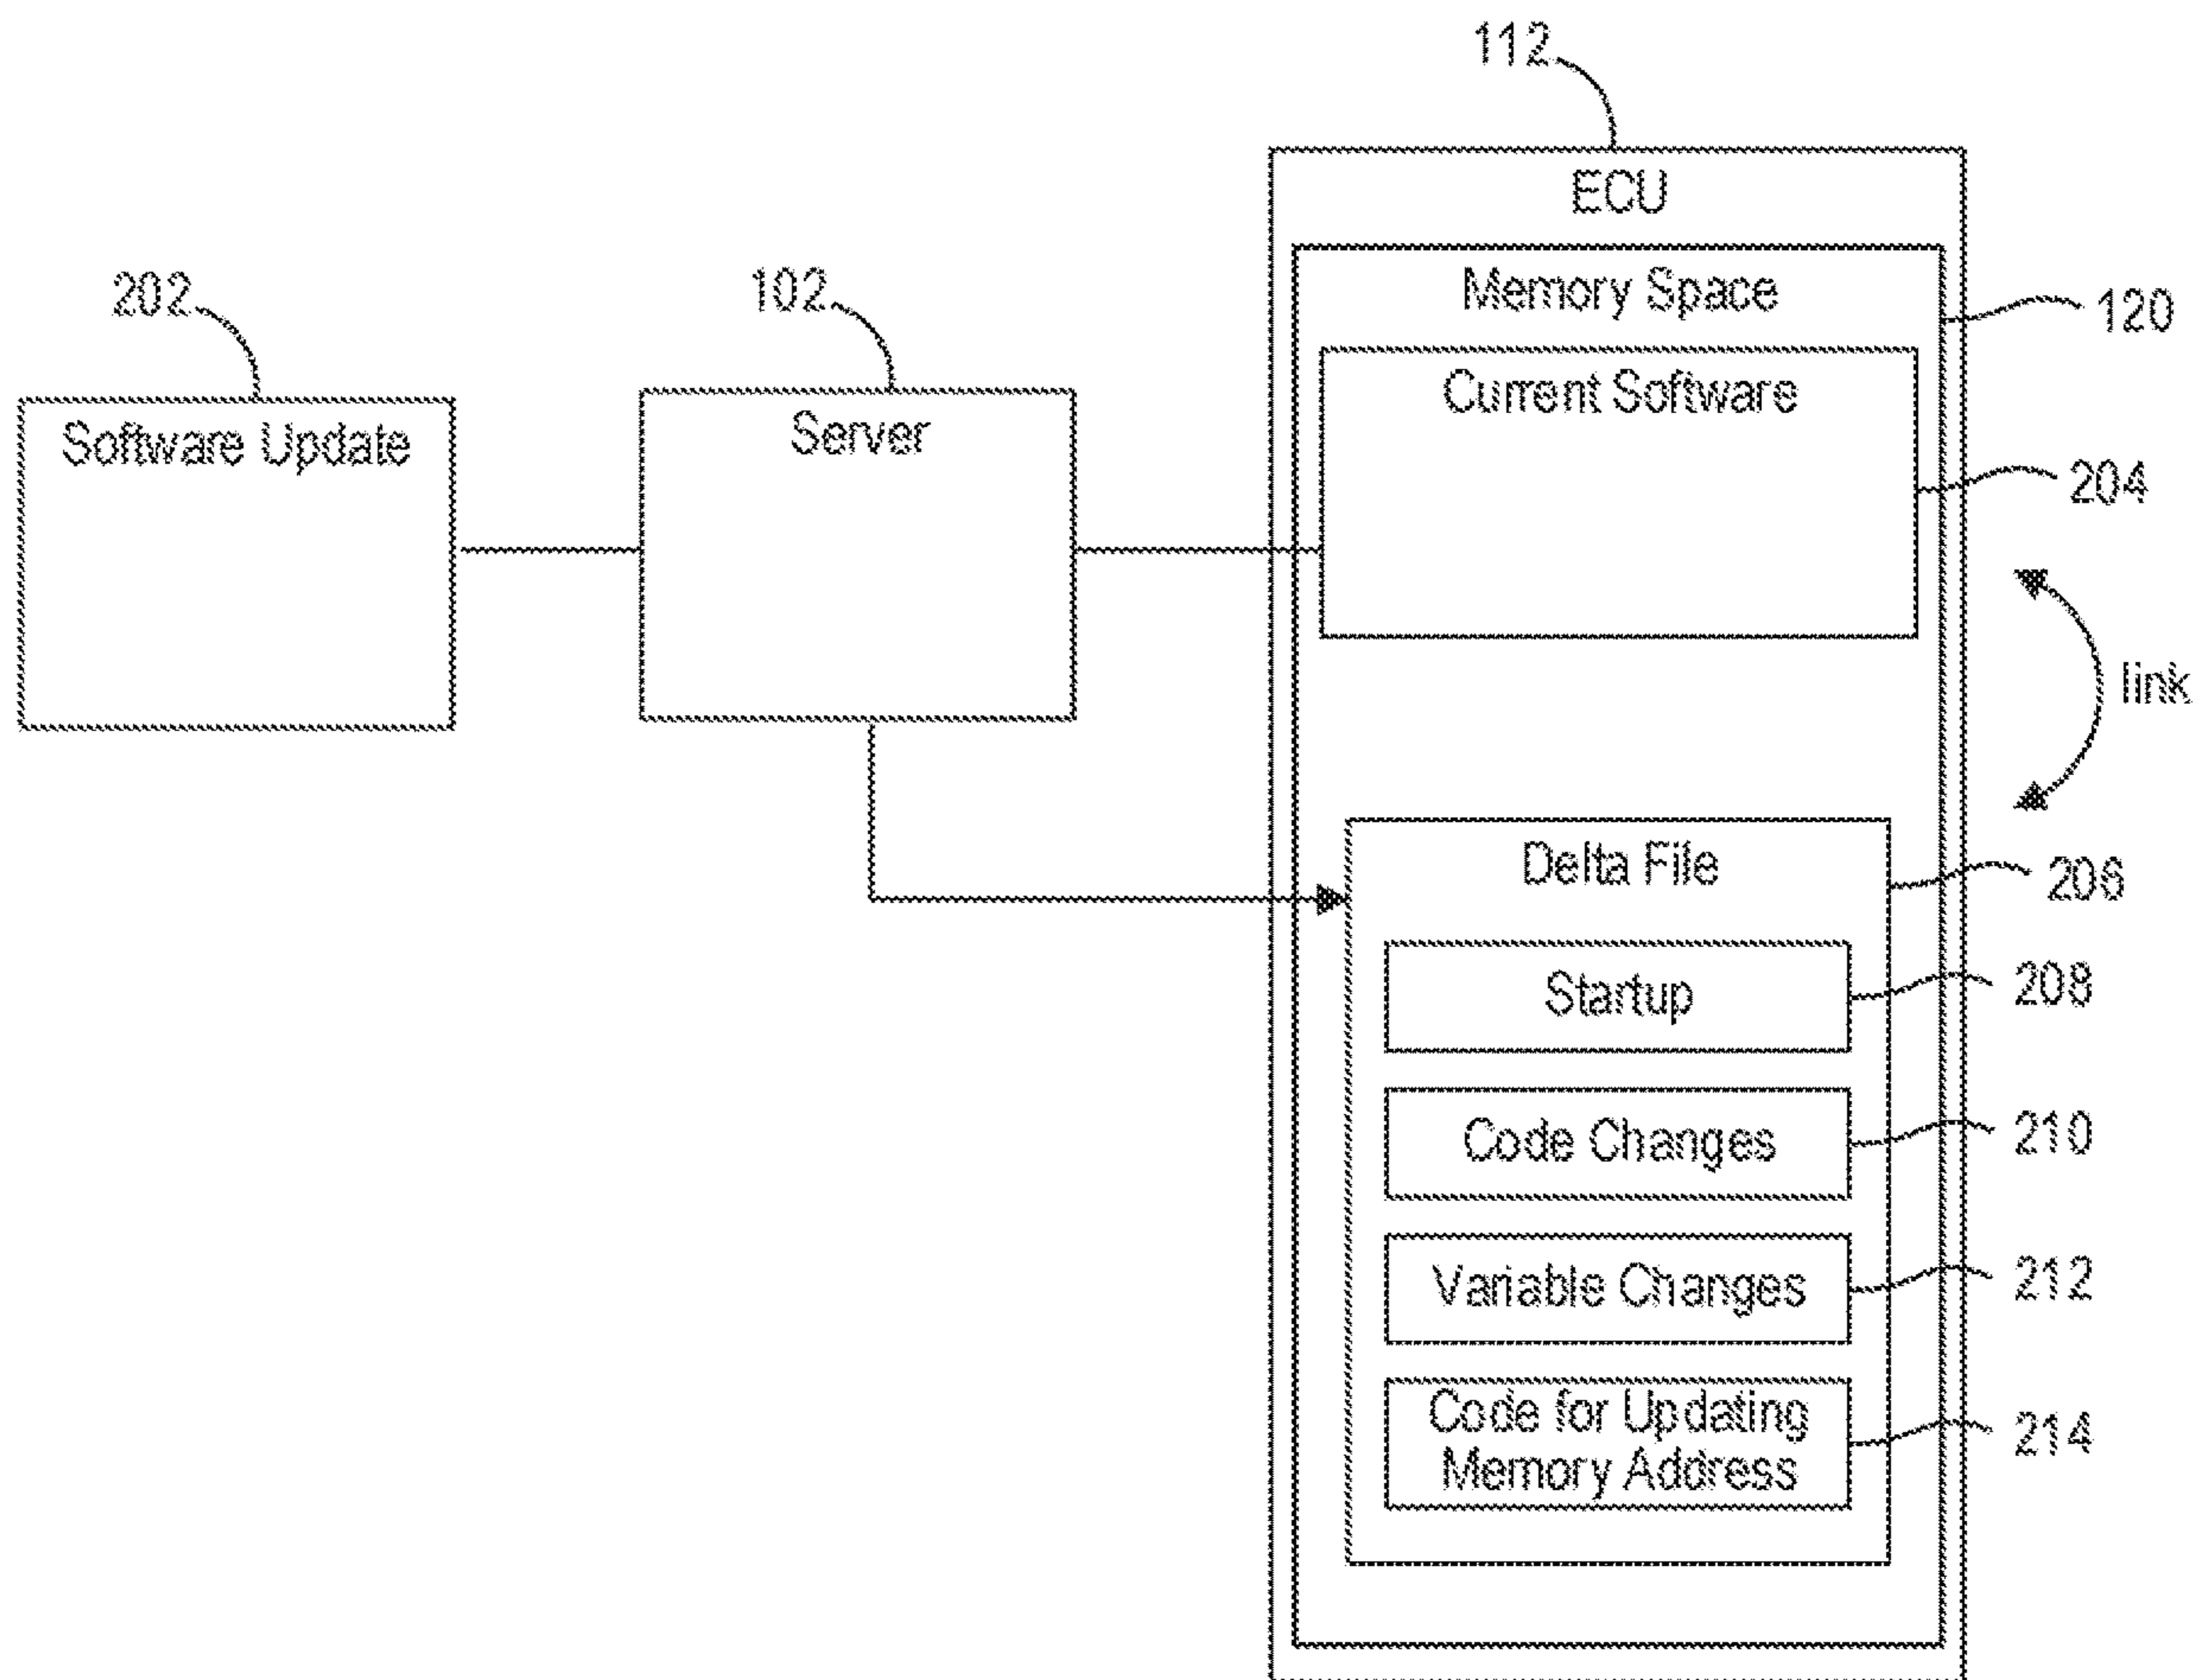 112
ECU
202
102
Memory Space
120
Software Update
Server
Current Software
204
link
Delta File
206
Startup
208
Code Changes
210
Variable Changes
212
Code for Updating
Memory Address
214